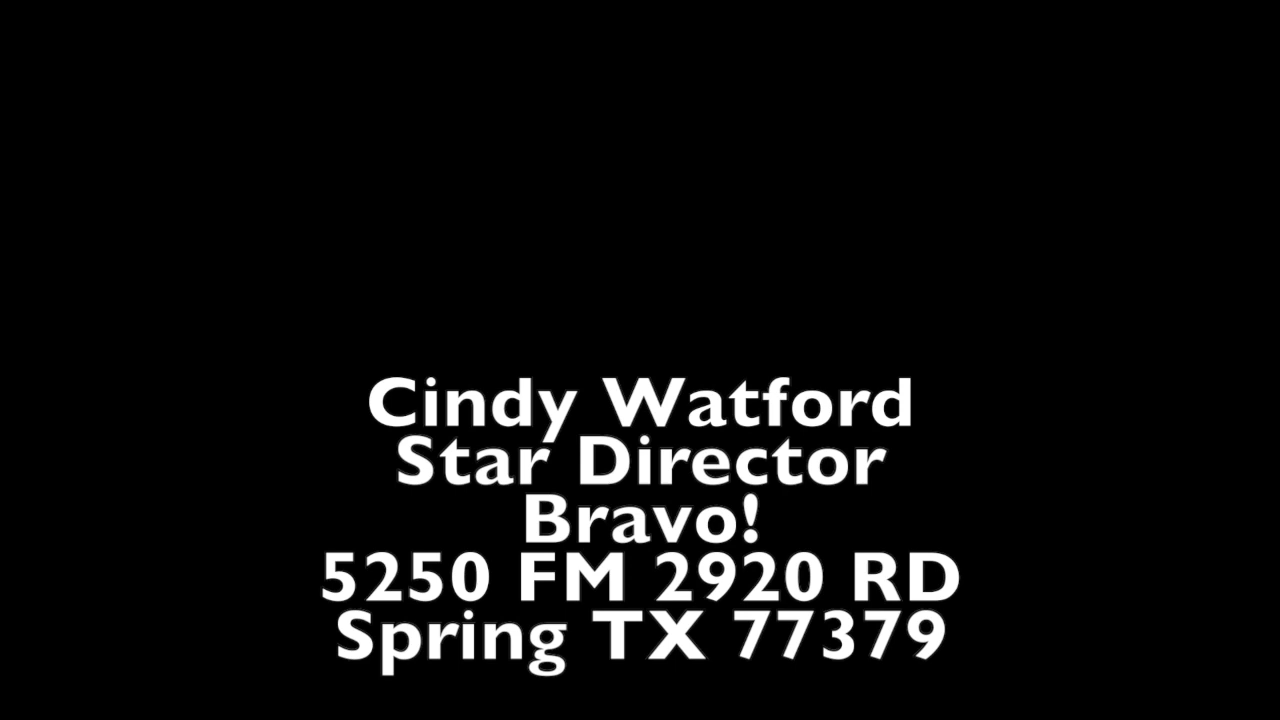 Cindy Watford
Star Director
Bravo!
5250 FM 2920 RD
Spring TX 77379